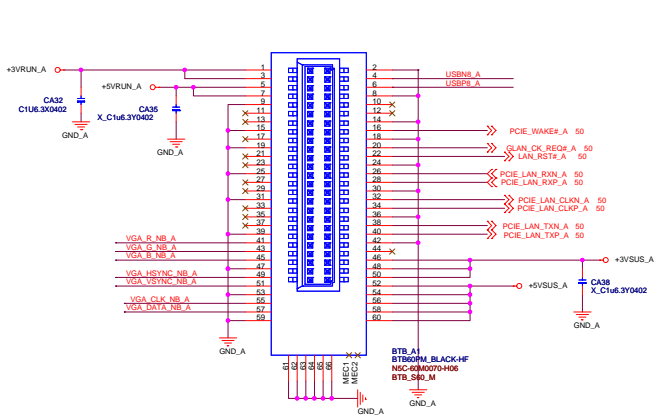 +3VRUN_A
+5VRUN_A
CA32
C1U6.3X0402
GND_A
CA35
X_C1u6.3Y0402
GND_A
1 2
3 4 USBN8_A
5 6 USBP8_A
7 8
9 10
11 12
13 14
15 16 PCIE_WAKE#_A 50
17 18
19 20 GLAN_CK_REQ#_A 50
21 22 LAN_RST#_A 50
23 24
25 26 PCIE_LAN_RXN_A 50
27 28 PCIE_LAN_RXP_A 50
29 30
31 32 PCIE_LAN_CLKN_A 50
33 34 PCIE_LAN_CLKP_A 50
35 36
37 38 PCIE_LAN_TXN_A 50
39 40 PCIE_LAN_TXP_A 50
VGA_R_NB_A 41 42
VGA_G_NB_A 43 44
VGA_B_NB_A 45 46
47 48
VGA_HSYNC_NB_A 49 50
VGA_VSYNC_NB_A 51 52
53 54
VGA_CLK_NB_A 55 56
VGA_DATA_NB_A 57 58
59 60
+3VSUS_A
+5VSUS_A
CA38
X_C1u6.3Y0402
GND_A
GND_A
61 62 63 64 65 66 MEC1 MEC2
BTB_A1
BTB60PM_BLACK-HF
N5C-60M0070-H06
BTB_S60_M
GND_A
GND_A